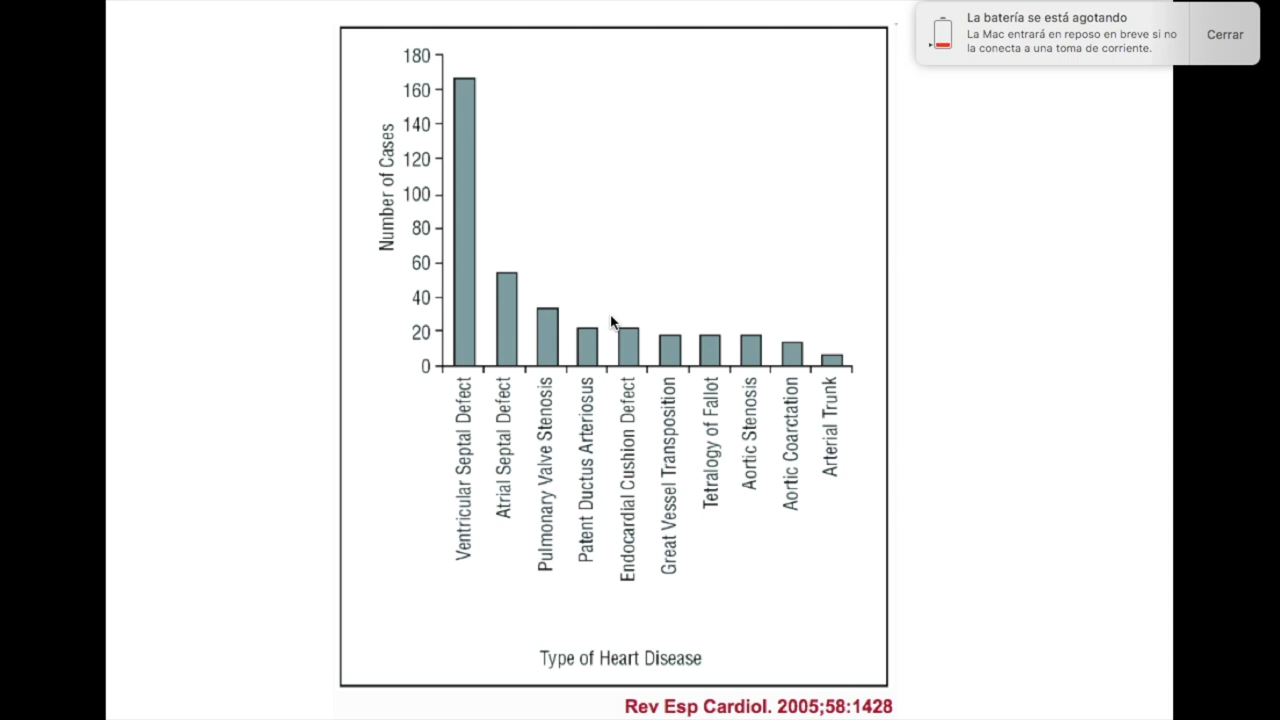 La batería se está agotando
La Mac entrará en reposo en breve si no
la conecta a una toma de corriente.
Cerrar
180
160
140
120
100
80
60
40
20
0
Number of Cases
Ventricular Septal Defect
Atrial Septal Defect
Pulmonary Valve Stenosis
Patent Ductus Arteriosus
Endocardial Cushion Defect
Great Vessel Transposition
Tetralogy of Fallot
Aortic Stenosis
Aortic Coarctation
Arterial Trunk
Type of Heart Disease
Rev Esp Cardiol. 2005;58:1428